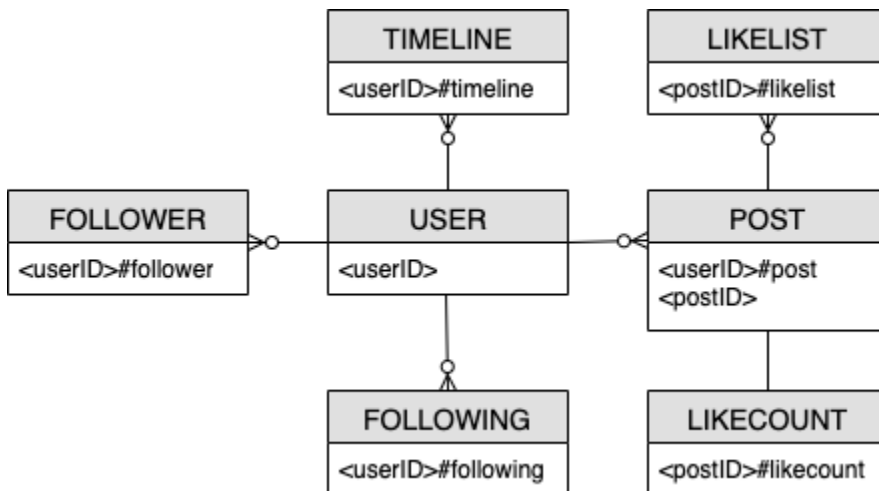 TIMELINE
<userID>#timeline
LIKELIST
<postID>#likelist
FOLLOWER
<userID>#follower
USER
<userID>
POST
<userID>#post
<postID>
FOLLOWING
<userID>#following
LIKECOUNT
<postID>#likecount